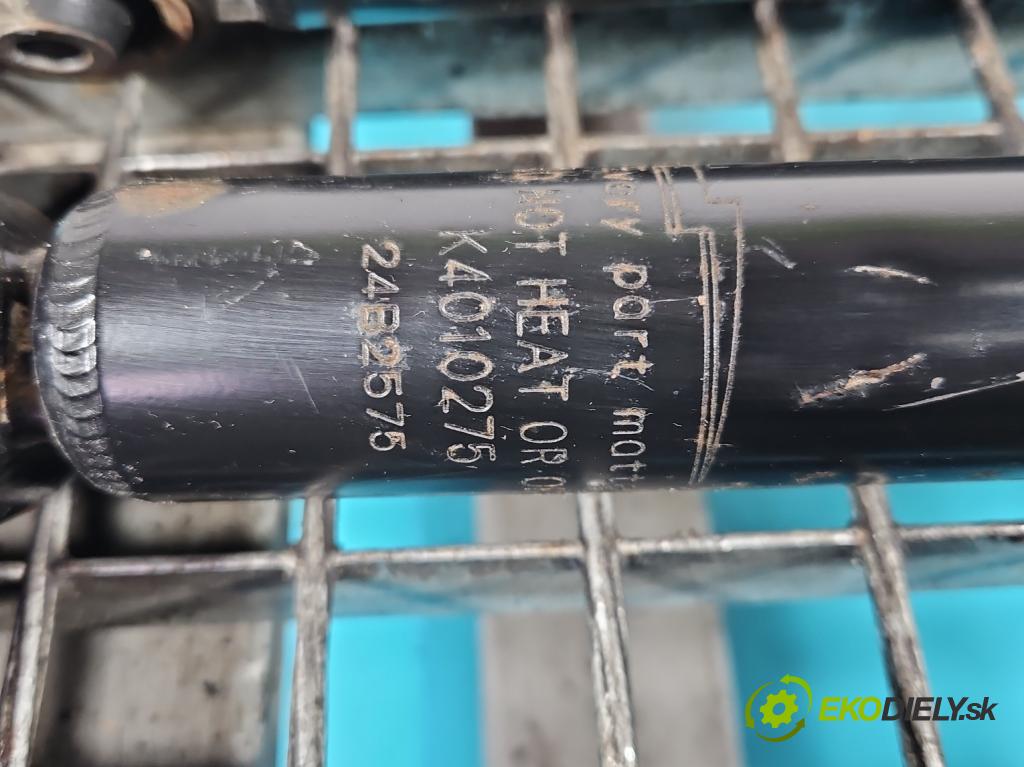 part
NOT HEAT OR
K4010275
24B2575
EKODIELY.sk